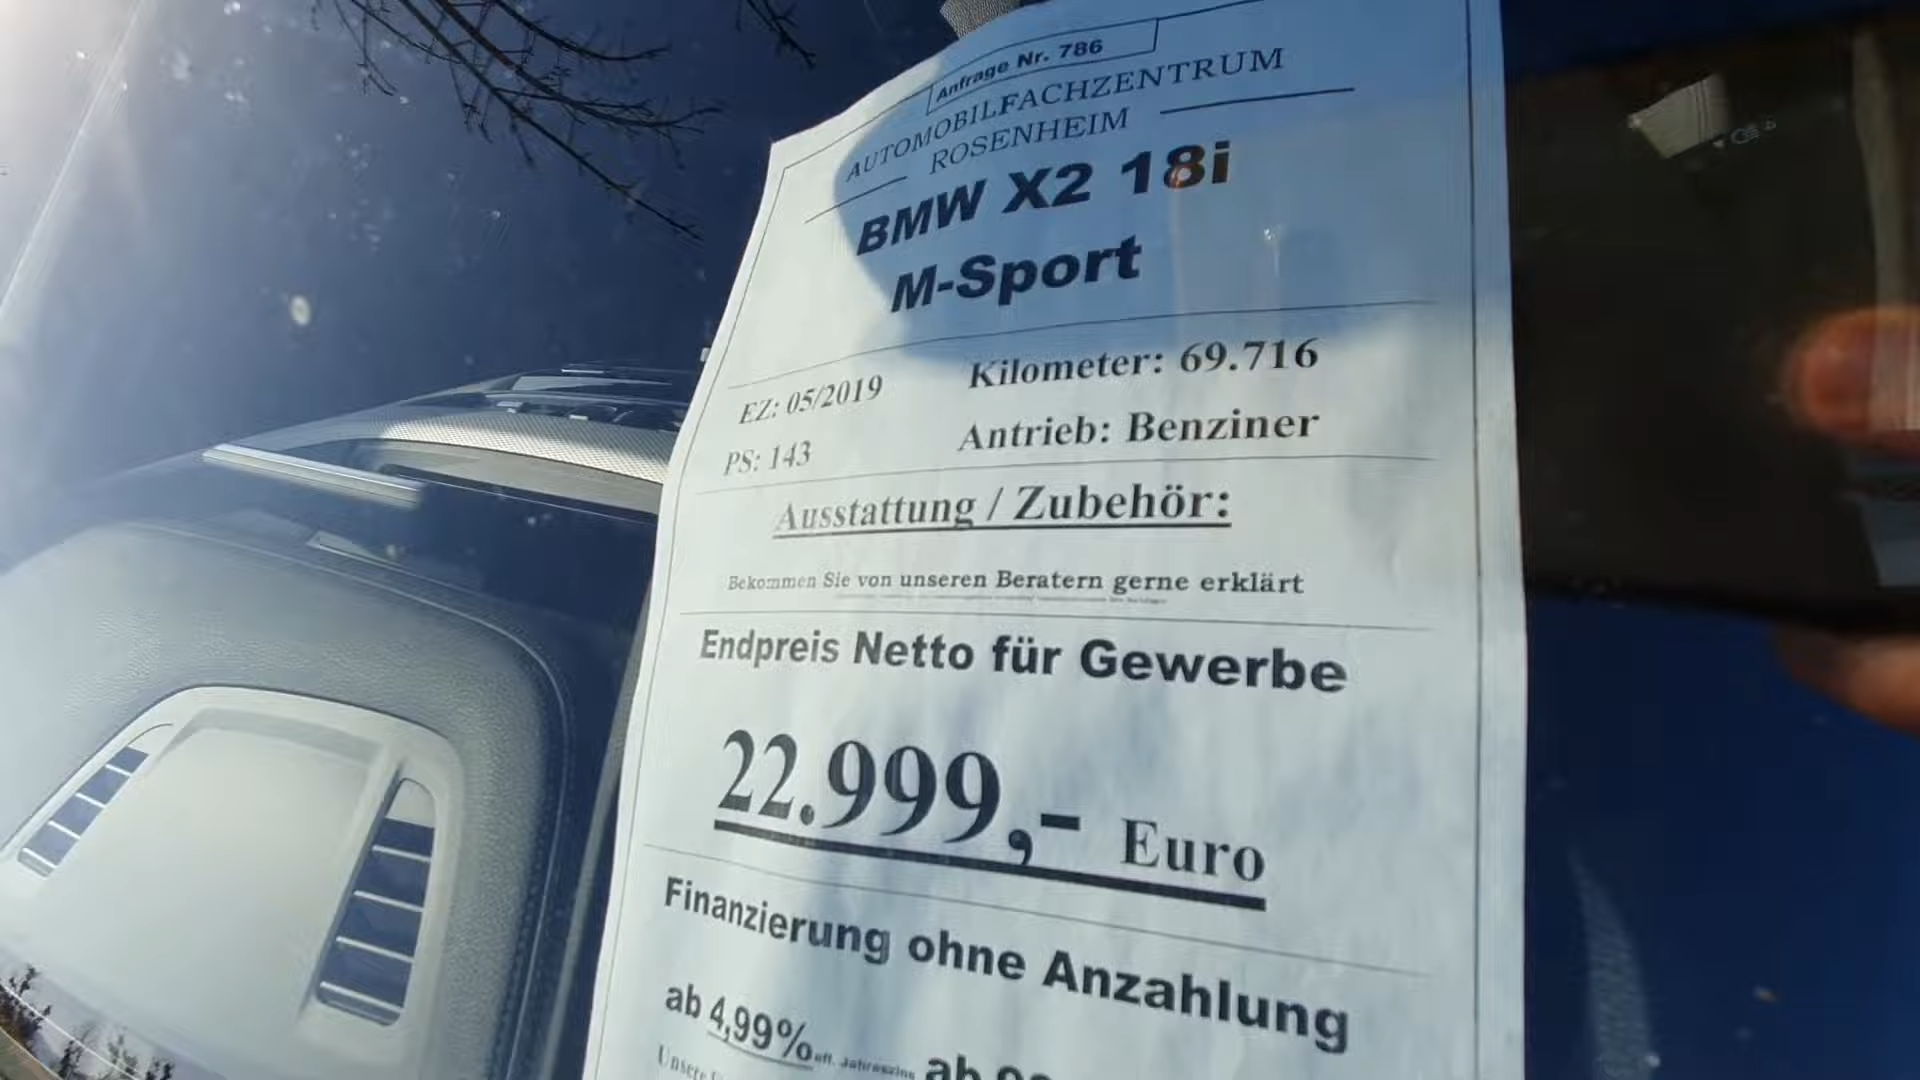 Anfrage Nr. 786
AUTOMOBILFACHZENTRUM
ROSENHEIM
BMW X2 18i
M-Sport
EZ: 05/2019 Kilometer: 69.716
PS: 143 Antrieb: Benziner
Ausstattung / Zubehör:
Bekommen Sie von unseren Beratern gerne erklärt
Endpreis Netto für Gewerbe
22.999,- Euro
Finanzierung ohne Anzahlung
ab 4,99% eff. Jahreszins ab
Unsere